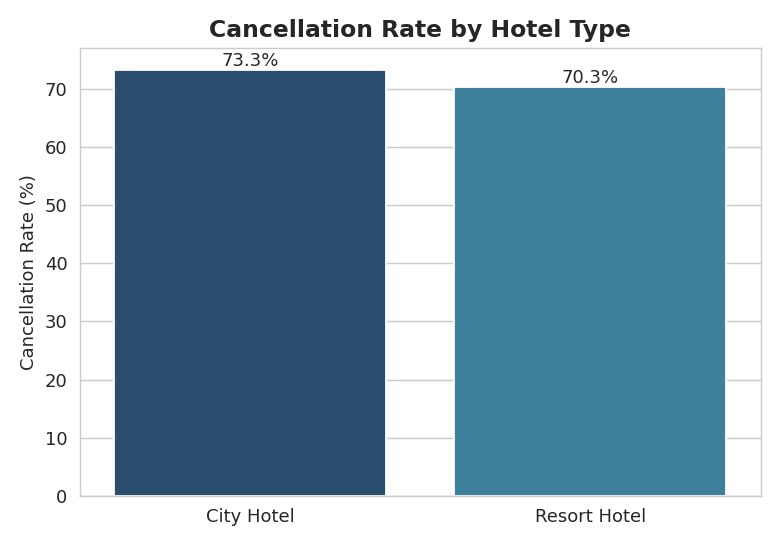 Cancellation Rate by Hotel Type
73.3%
70.3%
Cancellation Rate (%)
70
60
50
40
30
20
10
0
City Hotel
Resort Hotel